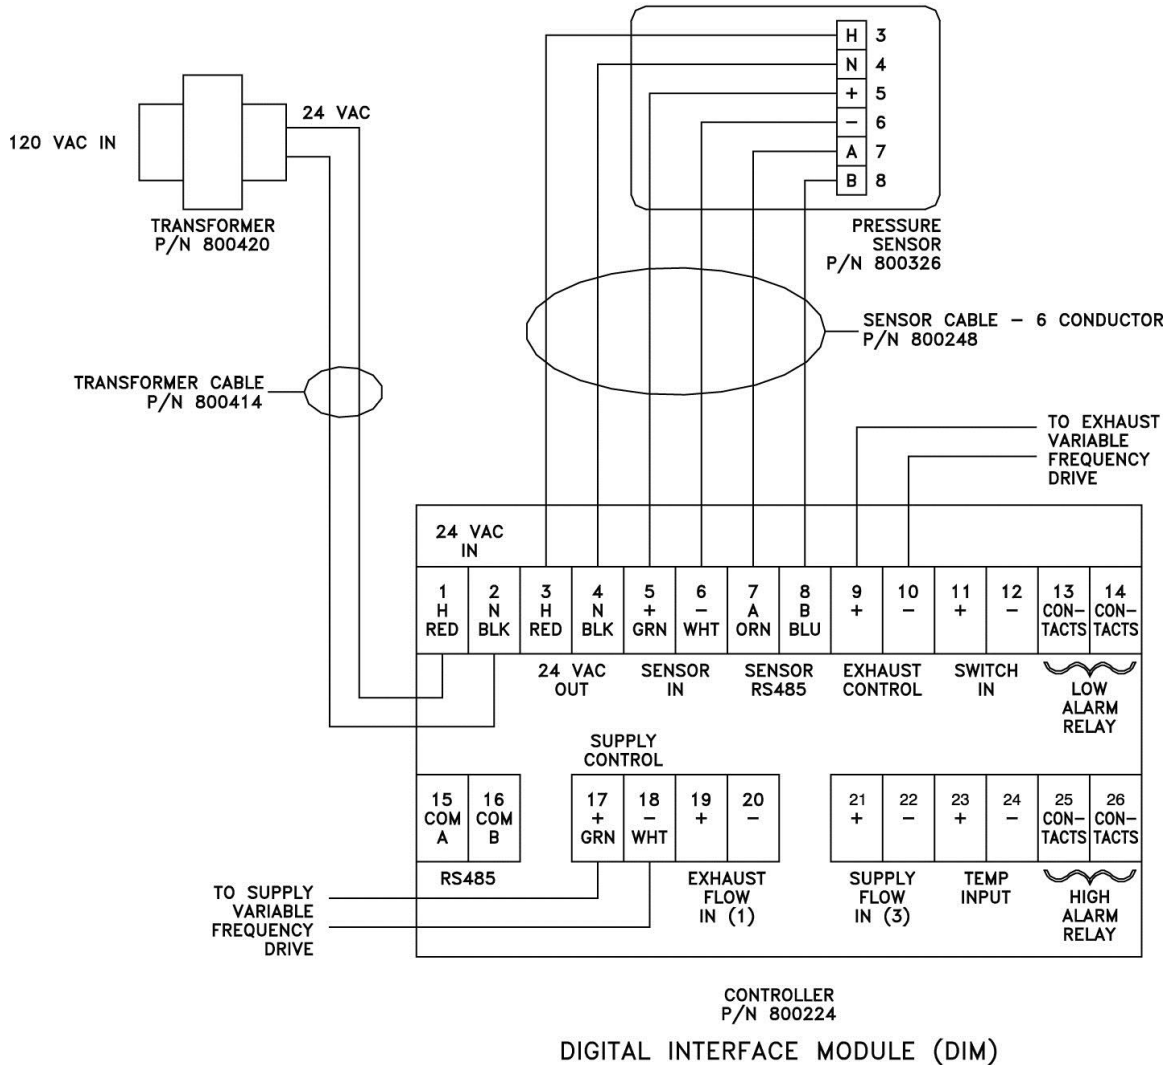 H 3
N 4
+ 5
− 6
A 7
B 8
24 VAC
120 VAC IN
TRANSFORMER
P/N 800420
PRESSURE
SENSOR
P/N 800326
SENSOR CABLE − 6 CONDUCTOR
P/N 800248
TRANSFORMER CABLE
P/N 800414
TO EXHAUST
VARIABLE
FREQUENCY
DRIVE
24 VAC
IN
1 2 3 4 5 6 7 8 9 10 11 12 13 14
H N H N + − A B + − + − CON− CON−
RED BLK RED BLK GRN WHT ORN BLU TACTS TACTS
24 VAC
OUT
SENSOR
IN
SENSOR
RS485
EXHAUST
CONTROL
SWITCH
IN
LOW
ALARM
RELAY
SUPPLY
CONTROL
15 16 17 18 19 20 21 22 23 24 25 26
COM COM + − + − + − + − CON− CON−
A B GRN WHT TACTS TACTS
RS485
EXHAUST
FLOW
IN (1)
SUPPLY
FLOW
IN (3)
TEMP
INPUT
HIGH
ALARM
RELAY
TO SUPPLY
VARIABLE
FREQUENCY
DRIVE
CONTROLLER
P/N 800224
DIGITAL INTERFACE MODULE (DIM)